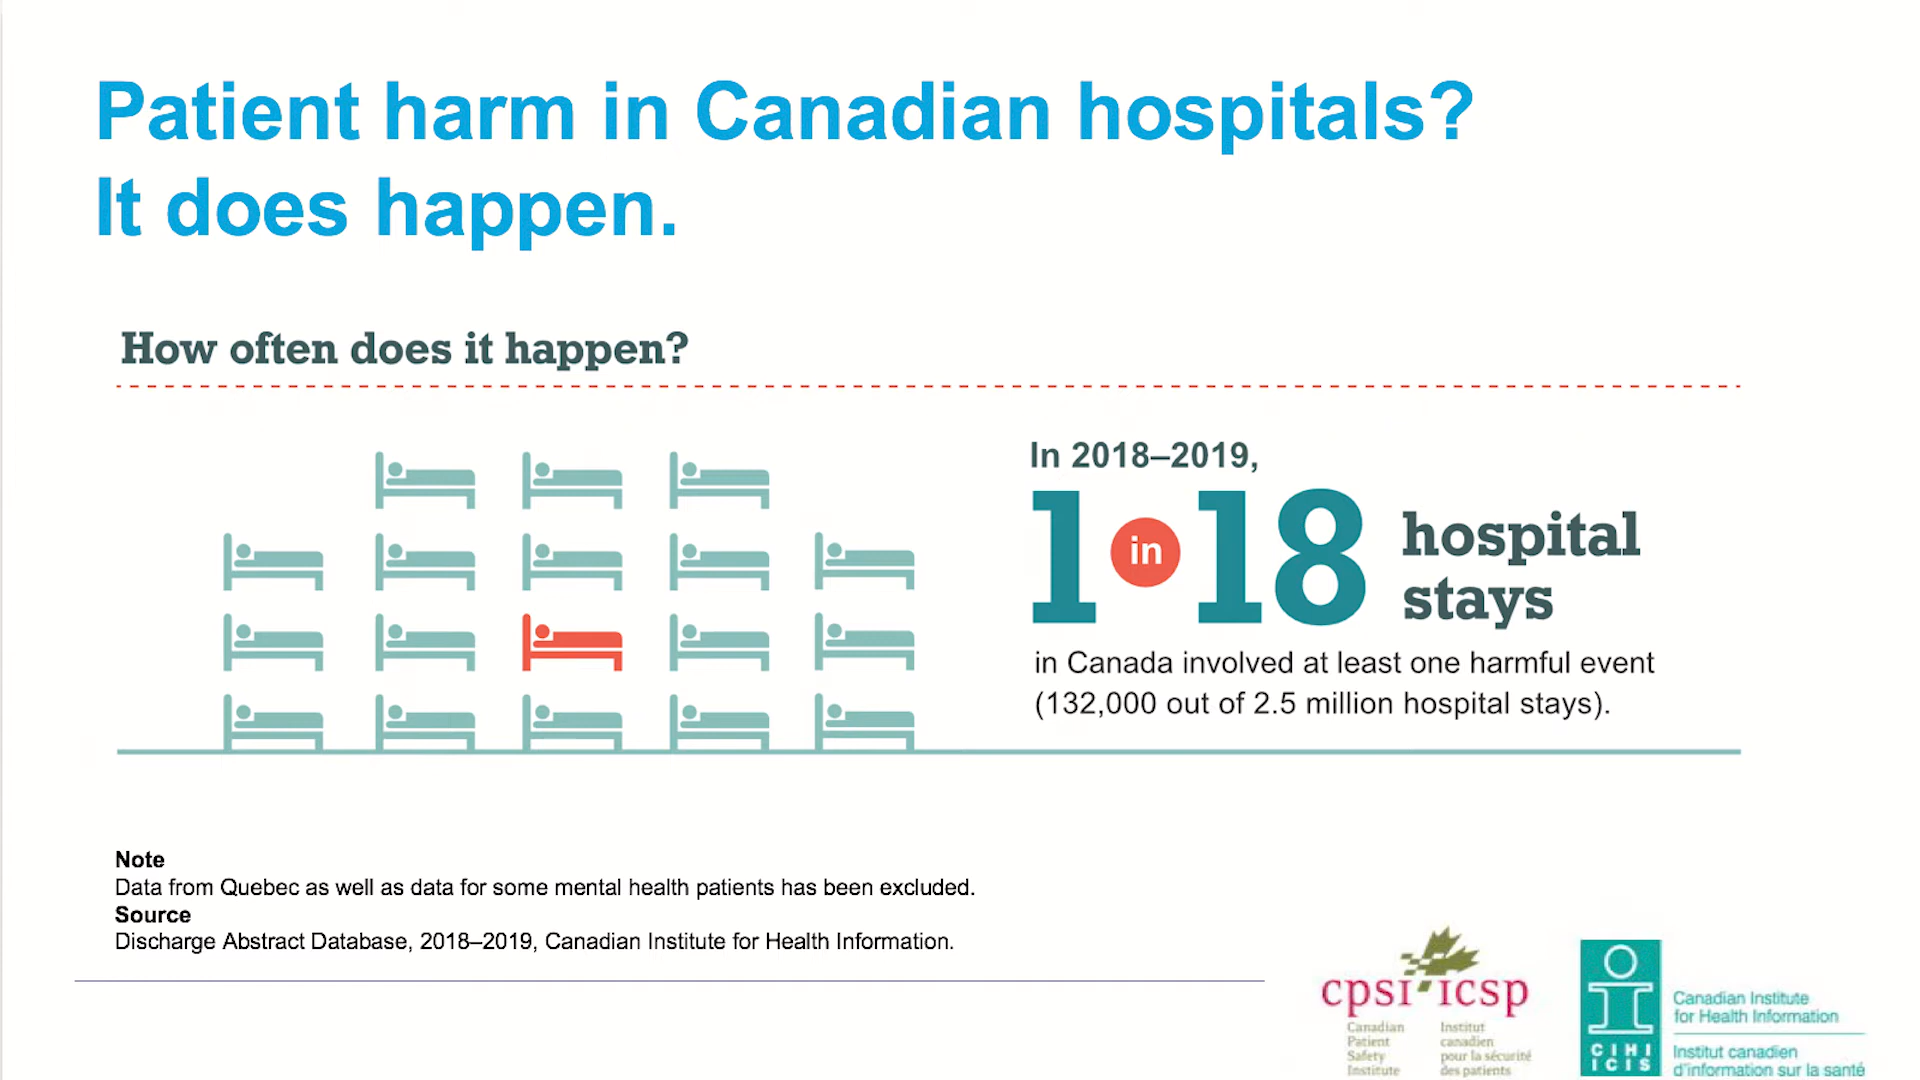 Patient harm in Canadian hospitals?
It does happen.
How often does it happen?
In 2018–2019,
1 in 18 hospital stays
in Canada involved at least one harmful event
(132,000 out of 2.5 million hospital stays).
Note
Data from Quebec as well as data for some mental health patients has been excluded.
Source
Discharge Abstract Database, 2018–2019, Canadian Institute for Health Information.
cpsi icsp
Canadian
Patient
Safety
Institute
Institut
canadien
pour la sécurité
des patients
CIHI
ICIS
Canadian Institute
for Health Information
Institut canadien
d'information sur la santé